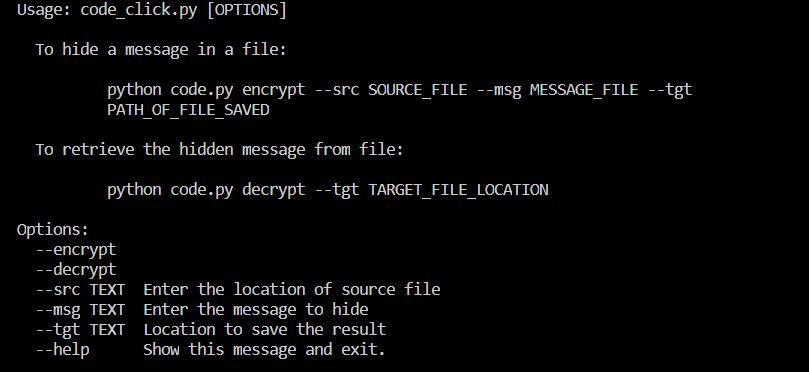 Usage: code_click.py [OPTIONS]
To hide a message in a file:
python code.py encrypt --src SOURCE_FILE --msg MESSAGE_FILE --tgt
PATH_OF_FILE_SAVED
To retrieve the hidden message from file:
python code.py decrypt --tgt TARGET_FILE_LOCATION
Options:
--encrypt
--decrypt
--src TEXT  Enter the location of source file
--msg TEXT  Enter the message to hide
--tgt TEXT  Location to save the result
--help      Show this message and exit.